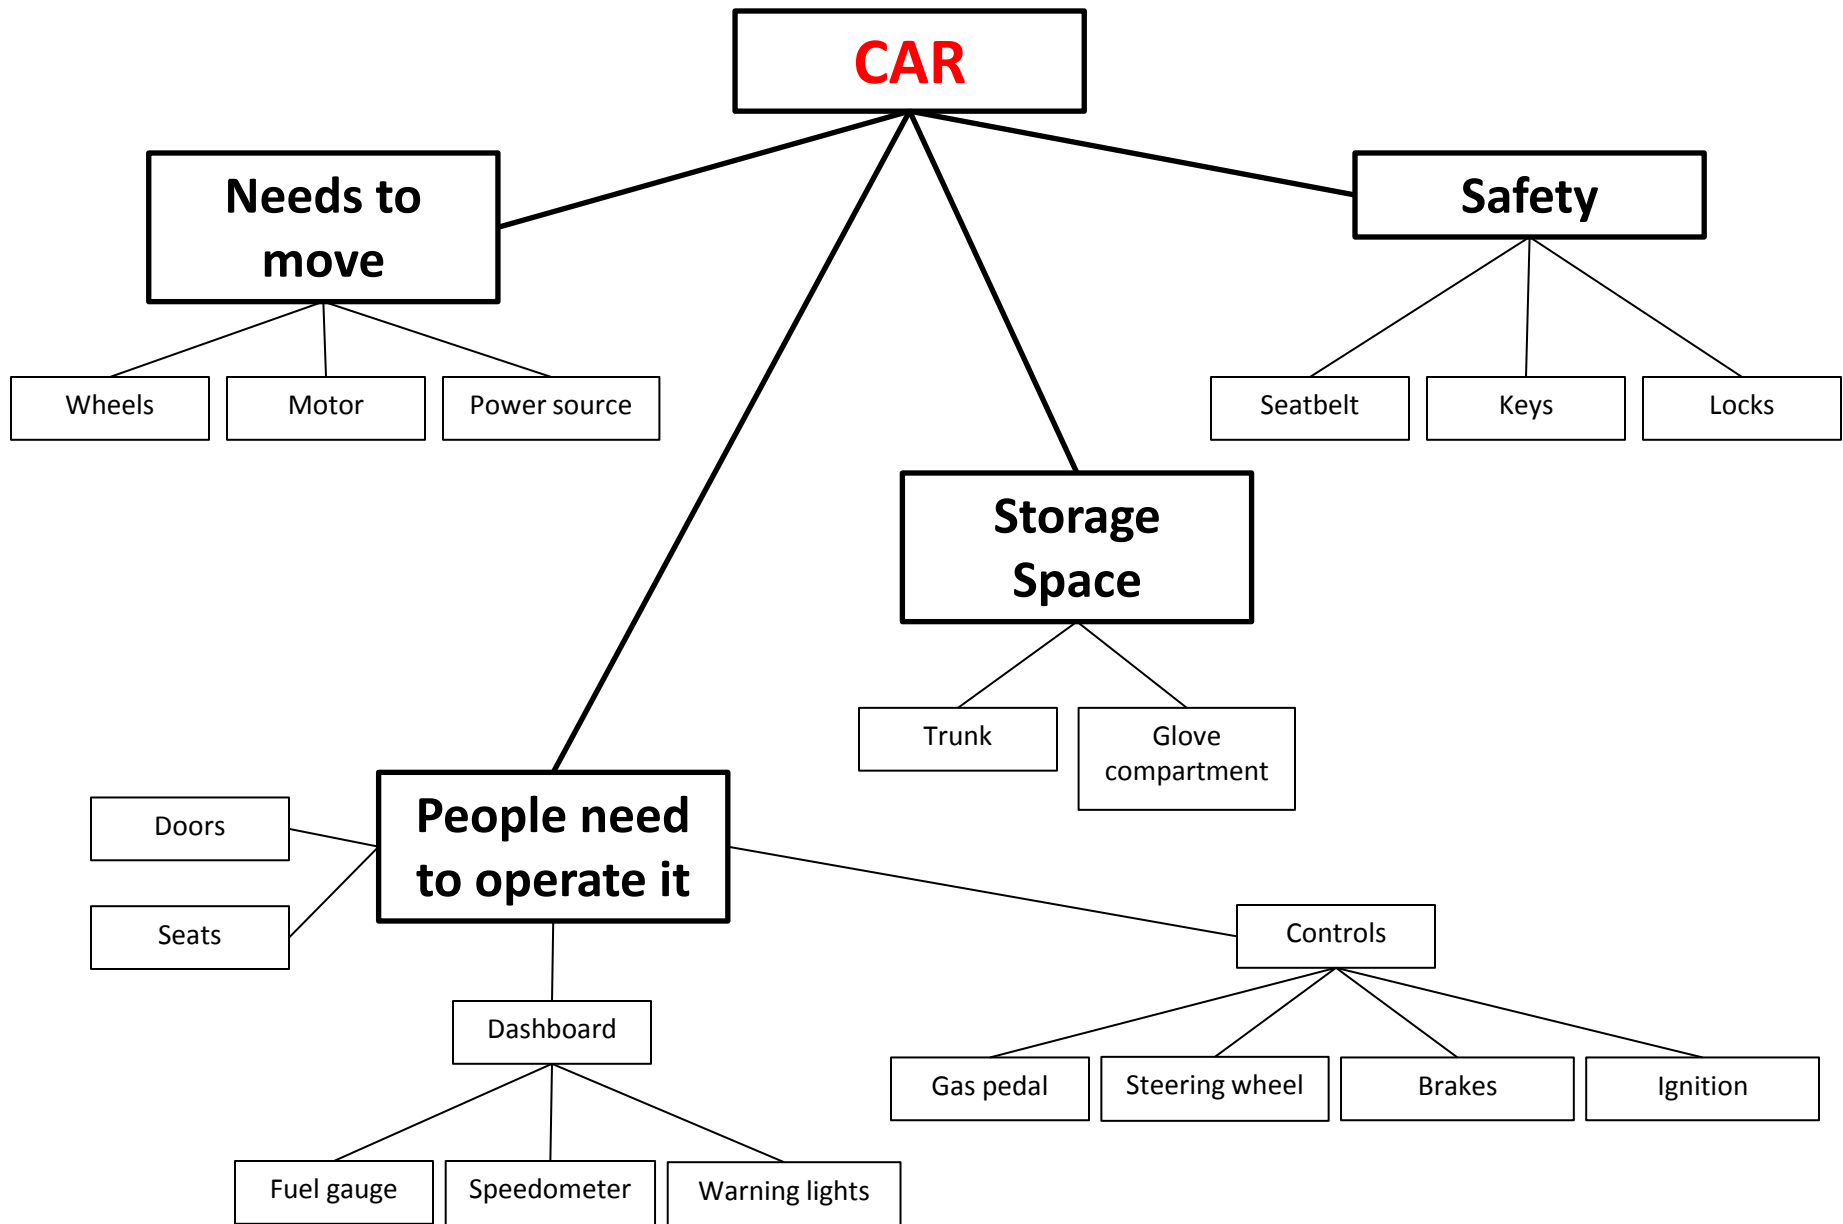 CAR
Needs to
move
Safety
Wheels
Motor
Power source
Seatbelt
Keys
Locks
Storage
Space
Trunk
Glove
compartment
People need
to operate it
Doors
Seats
Controls
Dashboard
Gas pedal
Steering wheel
Brakes
Ignition
Fuel gauge
Speedometer
Warning lights